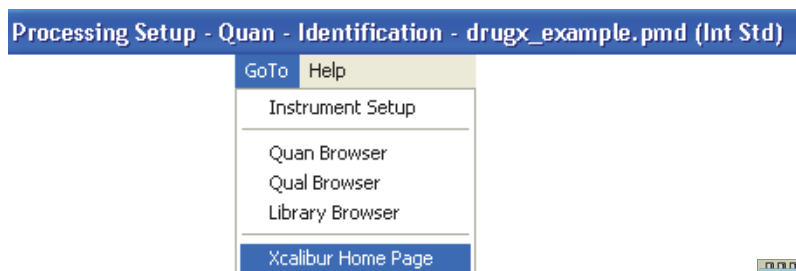 Processing Setup - Quan - Identification - drugx_example.pmd (Int Std)
GoTo Help
Instrument Setup
Quan Browser
Qual Browser
Library Browser
Xcalibur Home Page